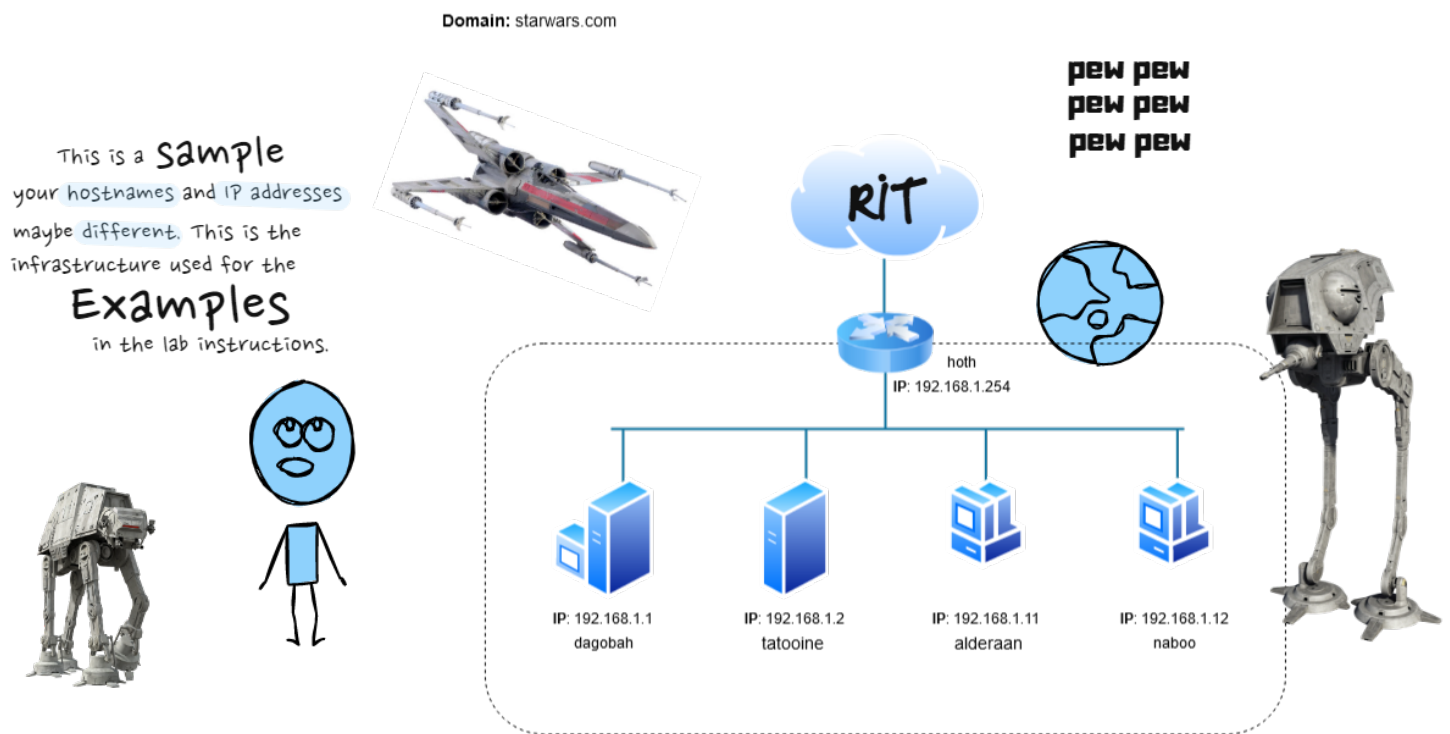 Domain: starwars.com
pew pew
pew pew
pew pew
This is a sample
your hostnames and IP addresses
maybe different. This is the
infrastructure used for the
Examples
in the lab instructions.
RiT
hoth
IP: 192.168.1.254
IP: 192.168.1.1
dagobah
IP: 192.168.1.2
tatooine
IP: 192.168.1.11
alderaan
IP: 192.168.1.12
naboo